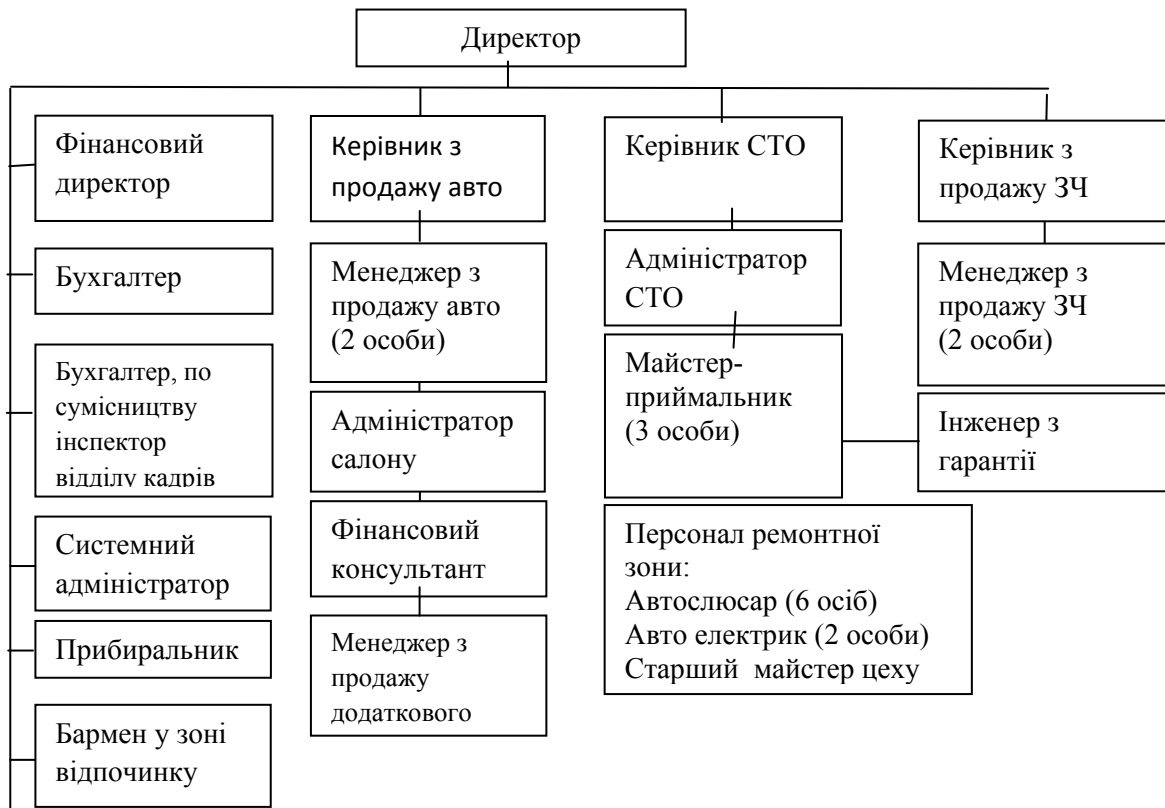 Директор
Фінансовий
директор
Бухгалтер
Бухгалтер, по
сумісництву
інспектор
відділу кадрів
Системний
адміністратор
Прибиральник
Бармен у зоні
відпочинку
Керівник з
продажу авто
Менеджер з
продажу авто
(2 особи)
Адміністратор
салону
Фінансовий
консультант
Менеджер з
продажу
додаткового
Керівник СТО
Адміністратор
СТО
Майстер-
приймальник
(3 особи)
Персонал ремонтної
зони:
Автослюсар (6 осіб)
Авто електрик (2 особи)
Старший майстер цеху
Керівник з
продажу ЗЧ
Менеджер з
продажу ЗЧ
(2 особи)
Інженер з
гарантії